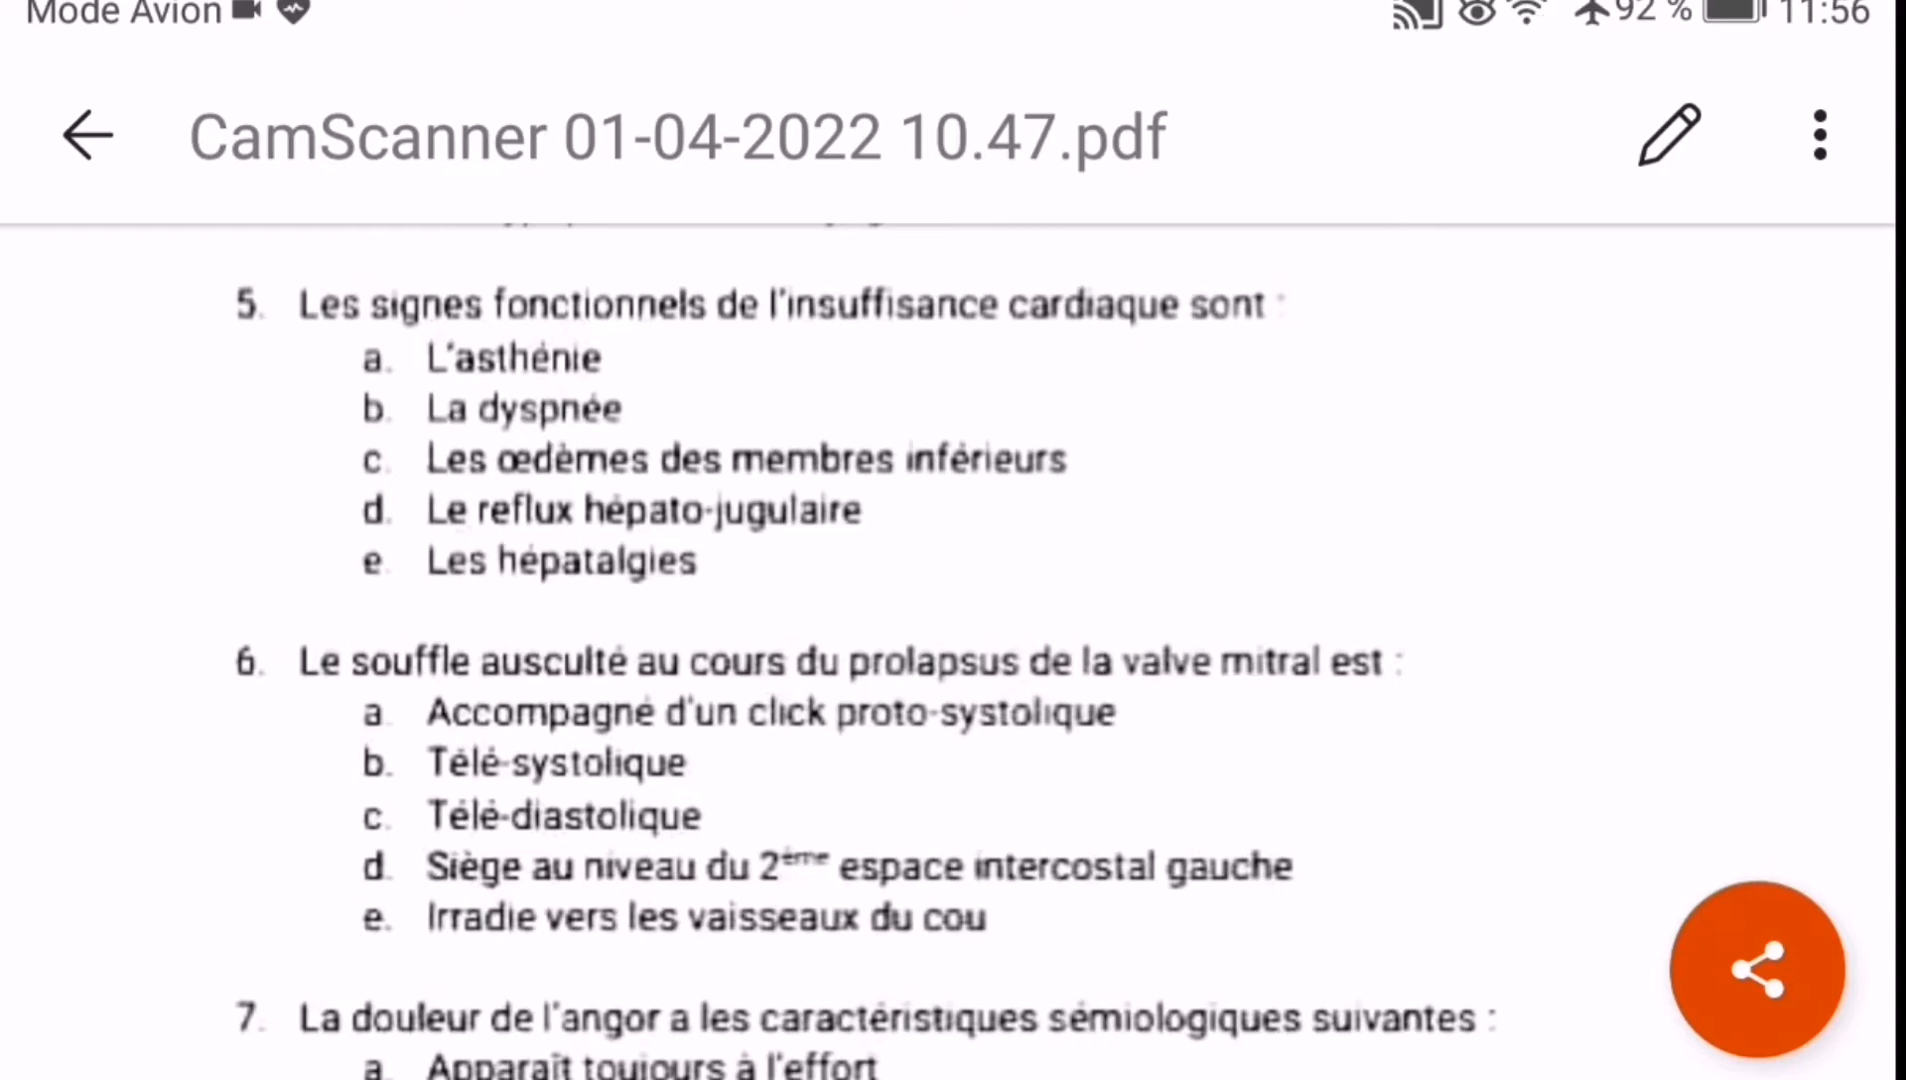 Mode Avion 92 % 11:56
CamScanner 01-04-2022 10.47.pdf
5. Les signes fonctionnels de l'insuffisance cardiaque sont :
a. L'asthénie
b. La dyspnée
c. Les œdèmes des membres inférieurs
d. Le reflux hépato-jugulaire
e. Les hépatalgies
6. Le souffle ausculté au cours du prolapsus de la valve mitral est :
a. Accompagné d'un click proto-systolique
b. Télé-systolique
c. Télé-diastolique
d. Siège au niveau du 2ème espace intercostal gauche
e. Irradie vers les vaisseaux du cou
7. La douleur de l'angor a les caractéristiques sémiologiques suivantes :
a. Apparaît toujours à l'effort